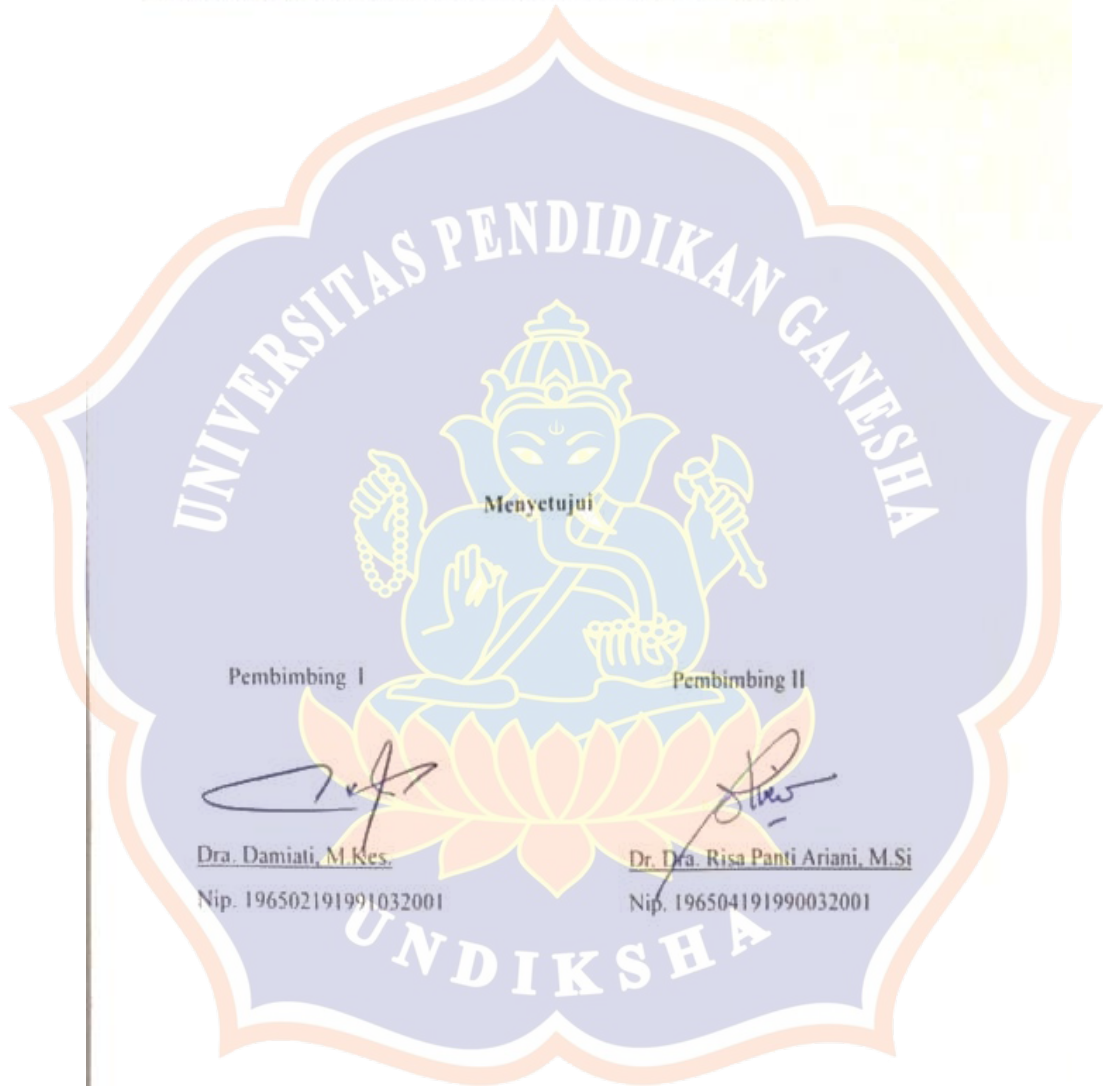 UNIVERSITAS PENDIDIKAN GANESHA
Menyetujui
Pembimbing I
Pembimbing II
Dra. Damiati, M.Kes.
Dr. Dra. Risa Panti Ariani, M.Si
Nip. 196502191991032001
Nip. 196504191990032001
UNDIKSHA